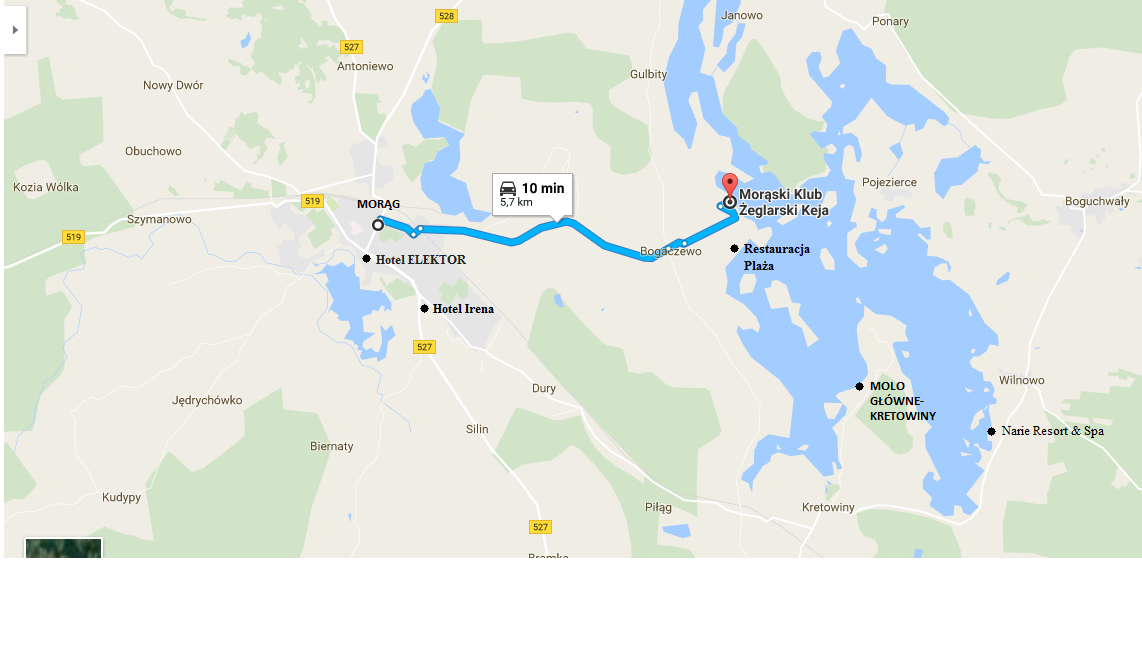 528
Janowo
Ponary
527
Antoniewo
Gulbity
Nowy Dwór
Obuchowo
Kozia Wólka
10 min
5,7 km
Pojezierce
Morąski Klub
Żeglarski Keja
519
MORĄG
Boguchwały
Szymanowo
519
Bogaczewo
Restauracja
Plaża
Hotel ELEKTOR
Hotel Irena
527
Wilnowo
MOLO
GŁÓWNE-
KRETOWINY
Dury
Jędrychówko
Silin
Narie Resort & Spa
Biernaty
Kudypy
Piłąg
Kretowiny
527
Bramka